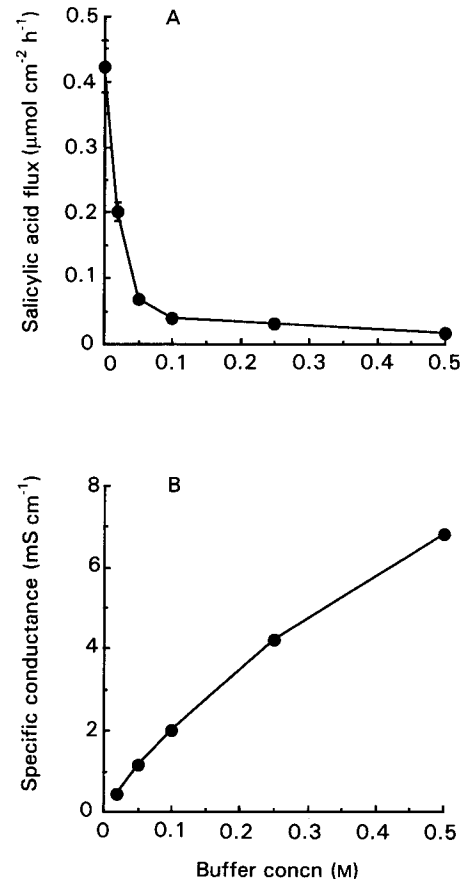 A
0.5
0.4
0.3
0.2
0.1
0
Salicylic acid flux (μmol cm⁻² h⁻¹)
0 0.1 0.2 0.3 0.4 0.5
B
8
6
4
2
0
Specific conductance (mS cm⁻¹)
0 0.1 0.2 0.3 0.4 0.5
Buffer concn (M)